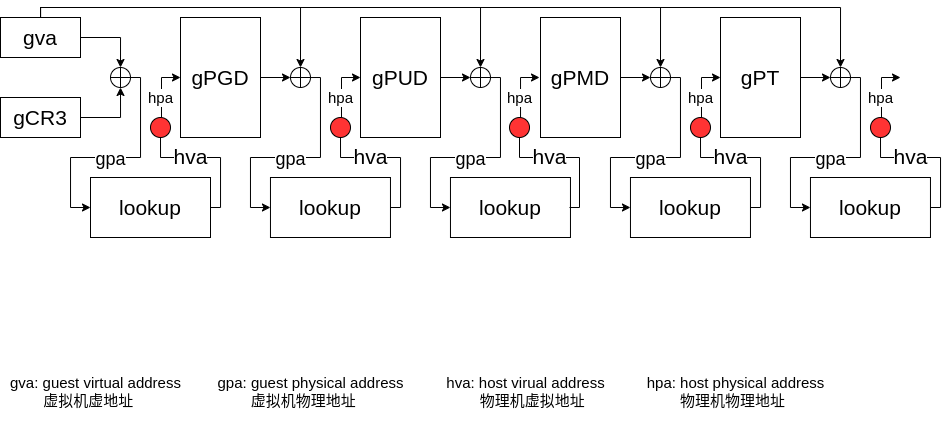 gva
gPGD
gPUD
gPMD
gPT
hpa
hpa
hpa
hpa
hpa
gCR3
gpa
hva
gpa
hva
gpa
hva
gpa
hva
gpa
hva
lookup
lookup
lookup
lookup
lookup
gva: guest virtual address
虚拟机虚地址
gpa: guest physical address
虚拟机物理地址
hva: host virual address
物理机虚拟地址
hpa: host physical address
物理机物理地址